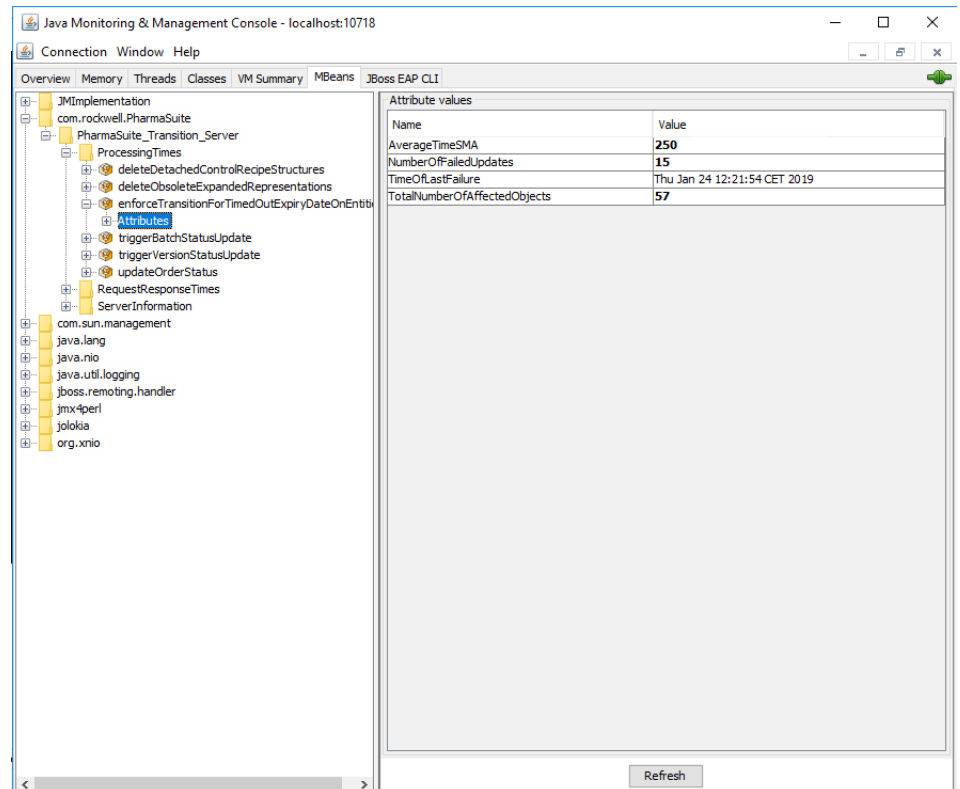 Java Monitoring & Management Console - localhost:10718
Connection Window Help
Overview Memory Threads Classes VM Summary MBeans JBoss EAP CLI
JMImplementation
com.rockwell.PharmaSuite
PharmaSuite_Transition_Server
ProcessingTimes
deleteDetachedControlRecipeStructures
deleteObsoleteExpandedRepresentations
enforceTransitionForTimedOutExpiryDateOnEntiti
Attributes
triggerBatchStatusUpdate
triggerVersionStatusUpdate
updateOrderStatus
RequestResponseTimes
ServerInformation
com.sun.management
java.lang
java.nio
java.util.logging
jboss.remoting.handler
jmx4perl
jolokia
org.xnio
Attribute values
Name Value
AverageTimeSMA 250
NumberOfFailedUpdates 15
TimeOfLastFailure Thu Jan 24 12:21:54 CET 2019
TotalNumberOfAffectedObjects 57
Refresh